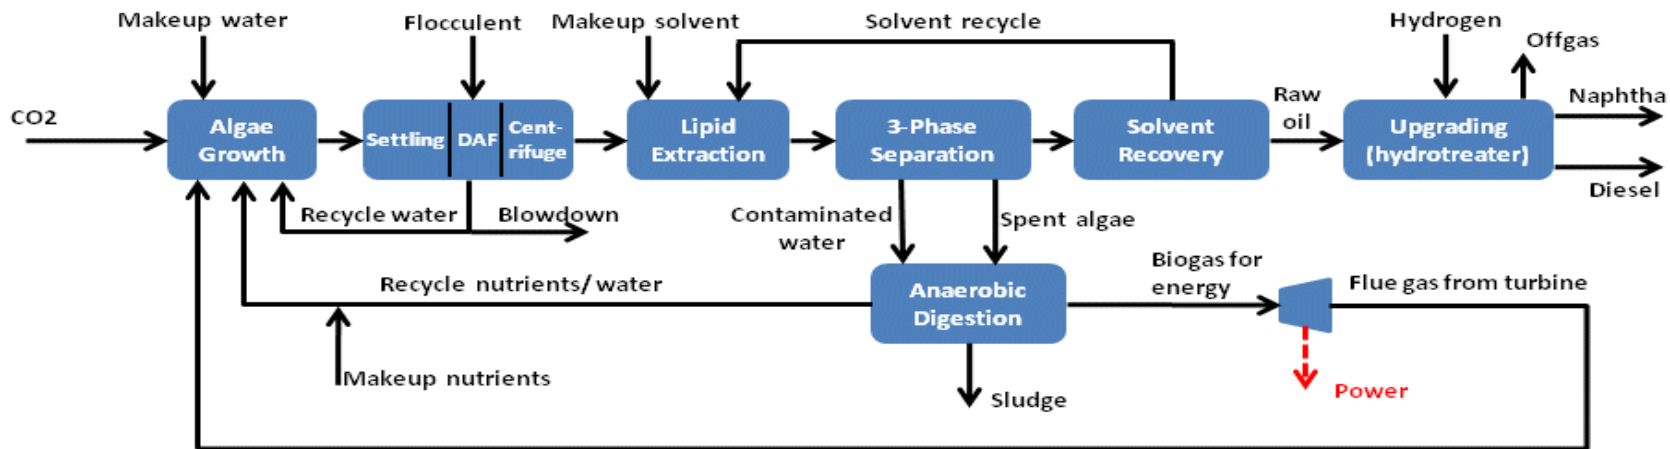 Makeup water
Flocculent
Makeup solvent
Solvent recycle
Hydrogen
Offgas
CO2
Algae
Growth
Settling
DAF
Cent-
rifuge
Lipid
Extraction
3-Phase
Separation
Solvent
Recovery
Raw
oil
Upgrading
(hydrotreater)
Naphtha
Diesel
Recycle water
Blowdown
Contaminated
water
Spent algae
Recycle nutrients/ water
Anaerobic
Digestion
Biogas for
energy
Flue gas from turbine
Makeup nutrients
Sludge
Power